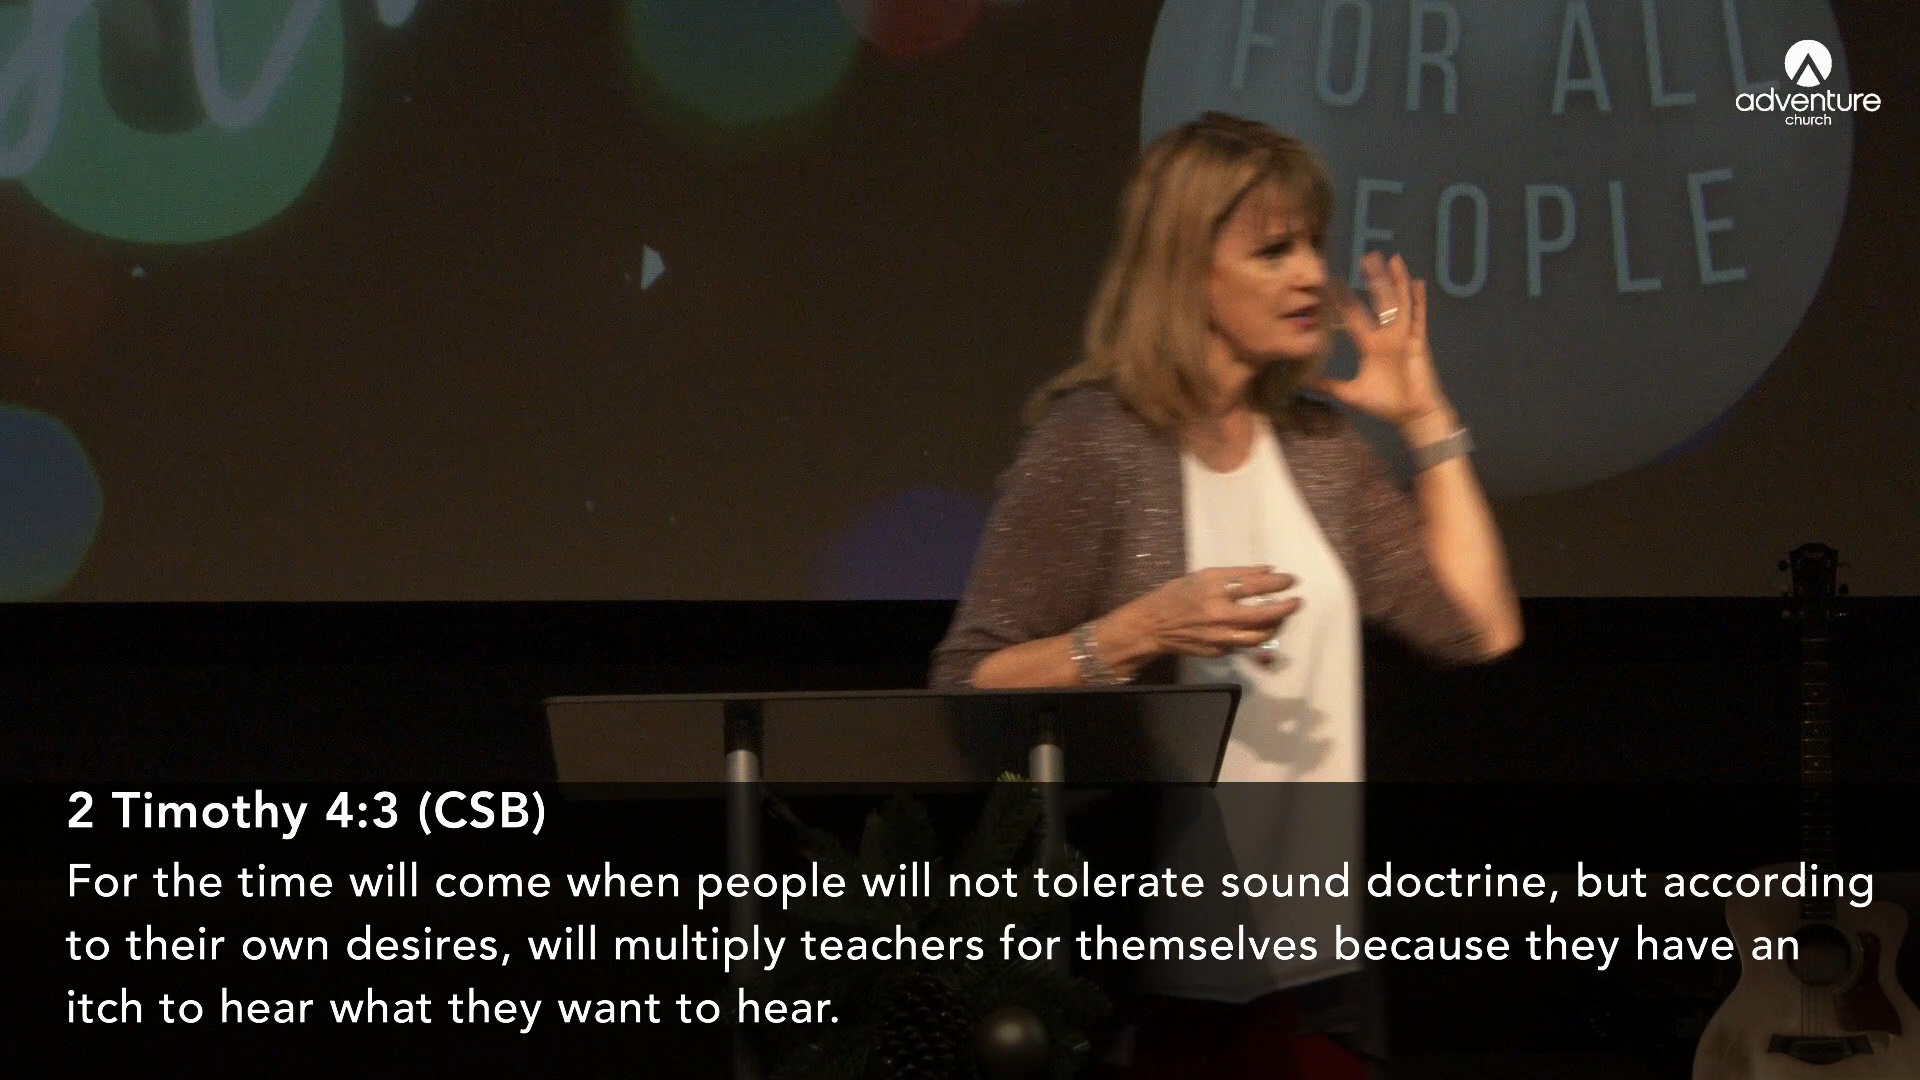 FOR ALL
PEOPLE
adventure
church
2 Timothy 4:3 (CSB)
For the time will come when people will not tolerate sound doctrine, but according
to their own desires, will multiply teachers for themselves because they have an
itch to hear what they want to hear.